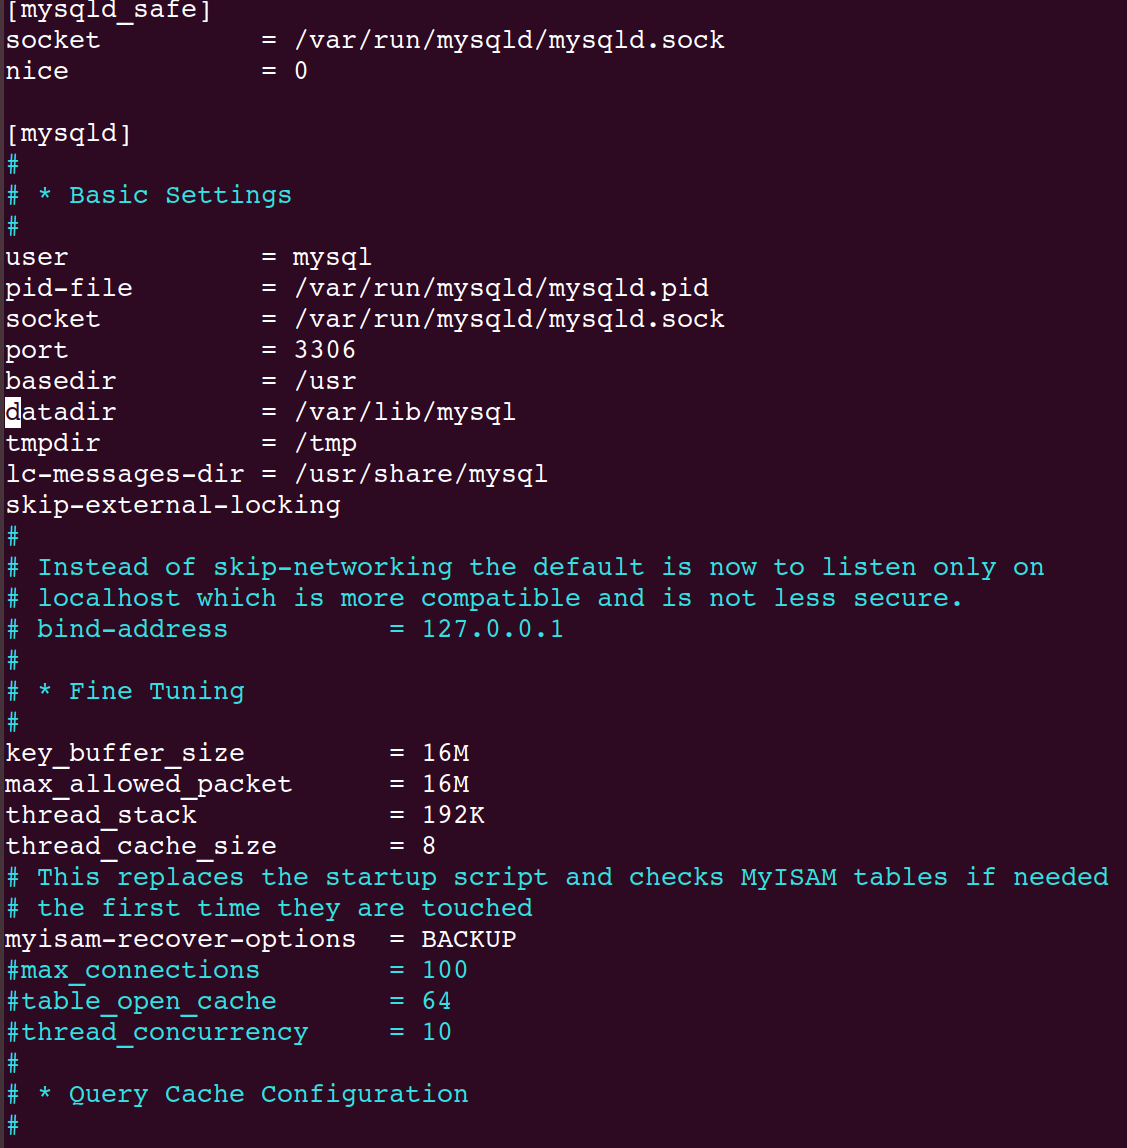 [mysqld_safe]
socket          = /var/run/mysqld/mysqld.sock
nice            = 0

[mysqld]
#
# * Basic Settings
#
user            = mysql
pid-file        = /var/run/mysqld/mysqld.pid
socket          = /var/run/mysqld/mysqld.sock
port            = 3306
basedir         = /usr
datadir         = /var/lib/mysql
tmpdir          = /tmp
lc-messages-dir = /usr/share/mysql
skip-external-locking
#
# Instead of skip-networking the default is now to listen only on
# localhost which is more compatible and is not less secure.
# bind-address          = 127.0.0.1
#
# * Fine Tuning
#
key_buffer_size         = 16M
max_allowed_packet      = 16M
thread_stack            = 192K
thread_cache_size       = 8
# This replaces the startup script and checks MyISAM tables if needed
# the first time they are touched
myisam-recover-options  = BACKUP
#max_connections        = 100
#table_open_cache       = 64
#thread_concurrency     = 10
#
# * Query Cache Configuration
#